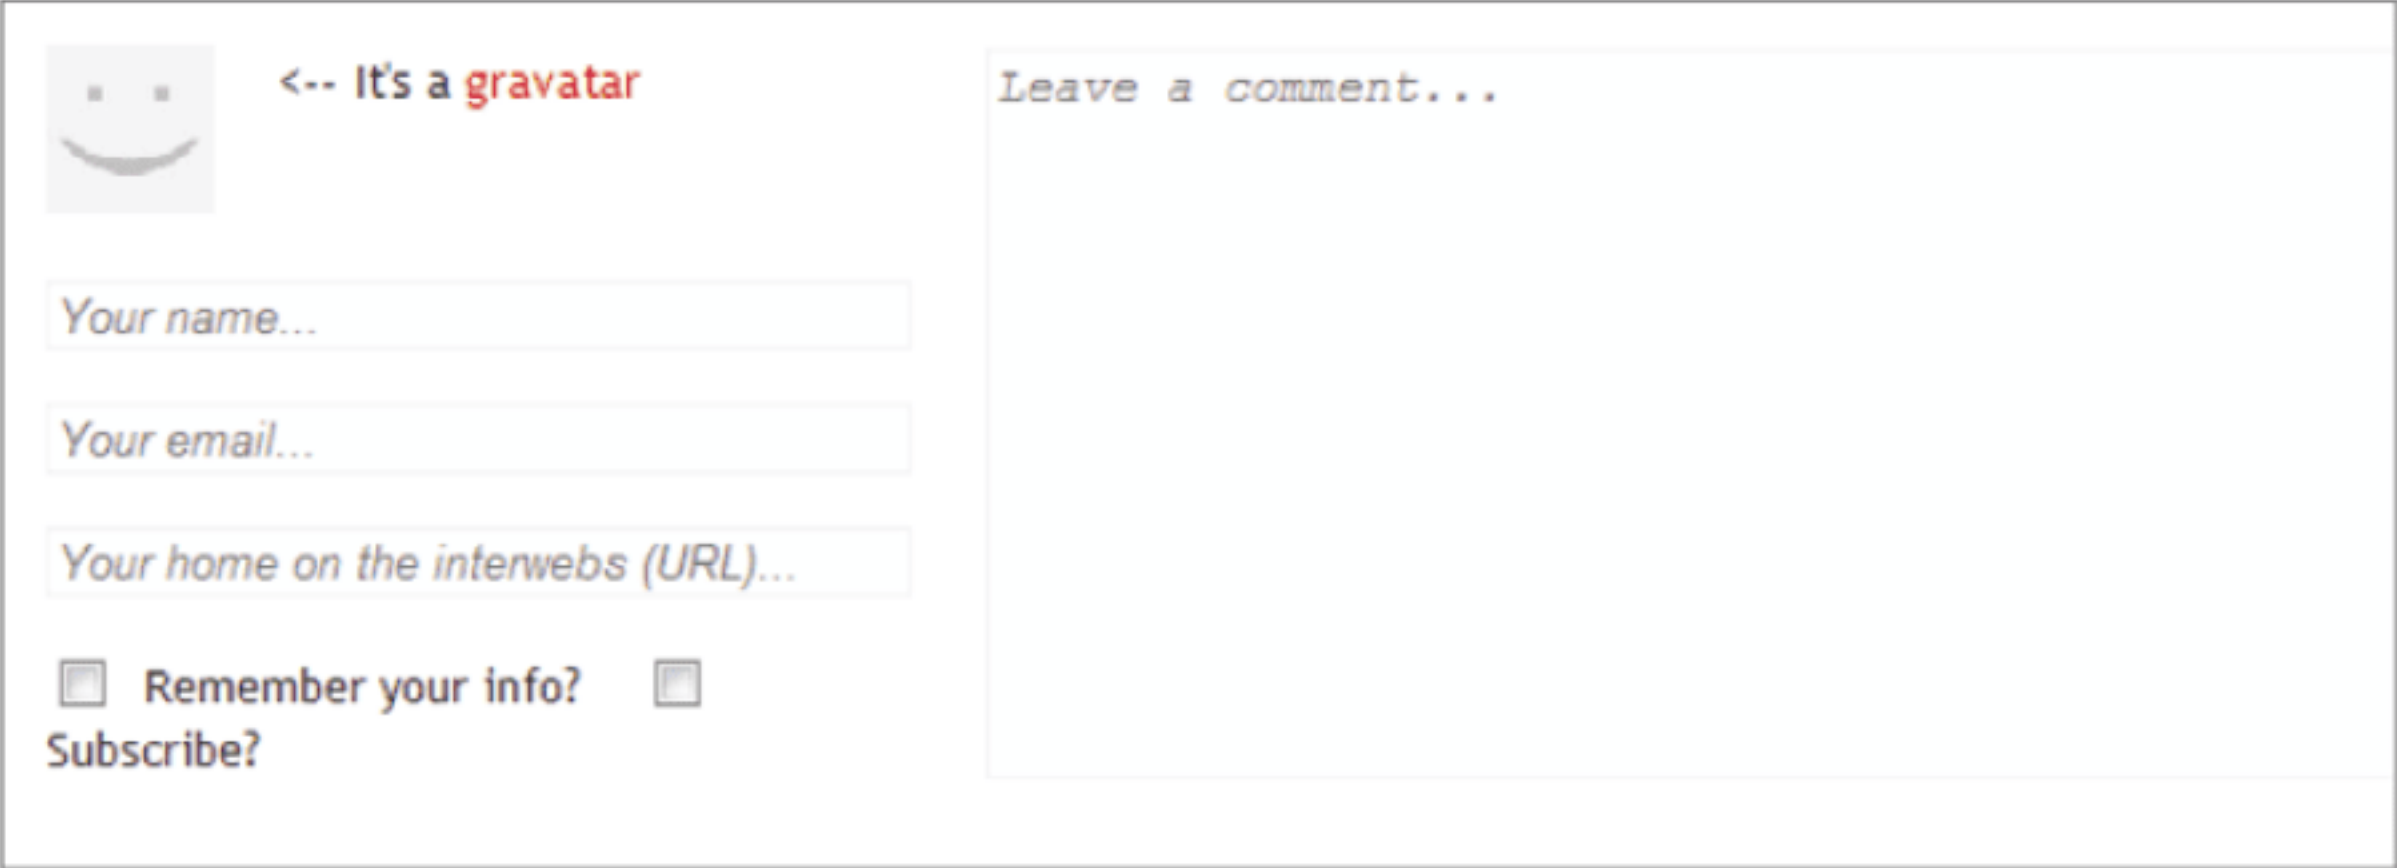 <-- It's a gravatar
Leave a comment...
Your name...
Your email...
Your home on the interwebs (URL)...
Remember your info?
Subscribe?